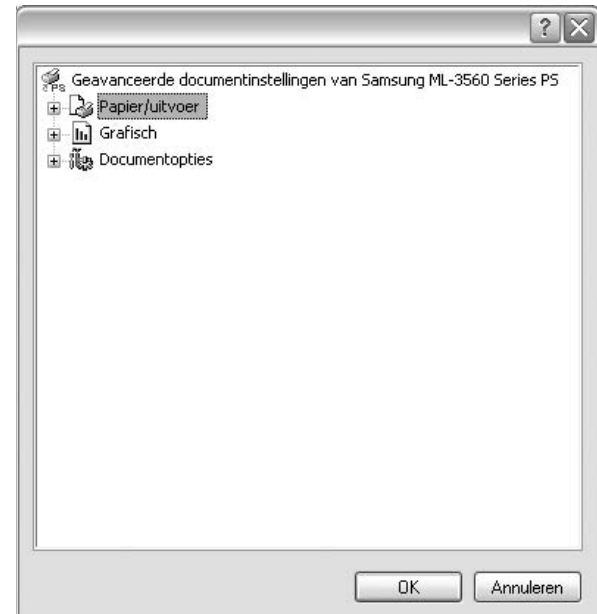 Geavanceerde documentinstellingen van Samsung ML-3560 Series PS
Papier/uitvoer
Grafisch
Documentopties
OK
Annuleren